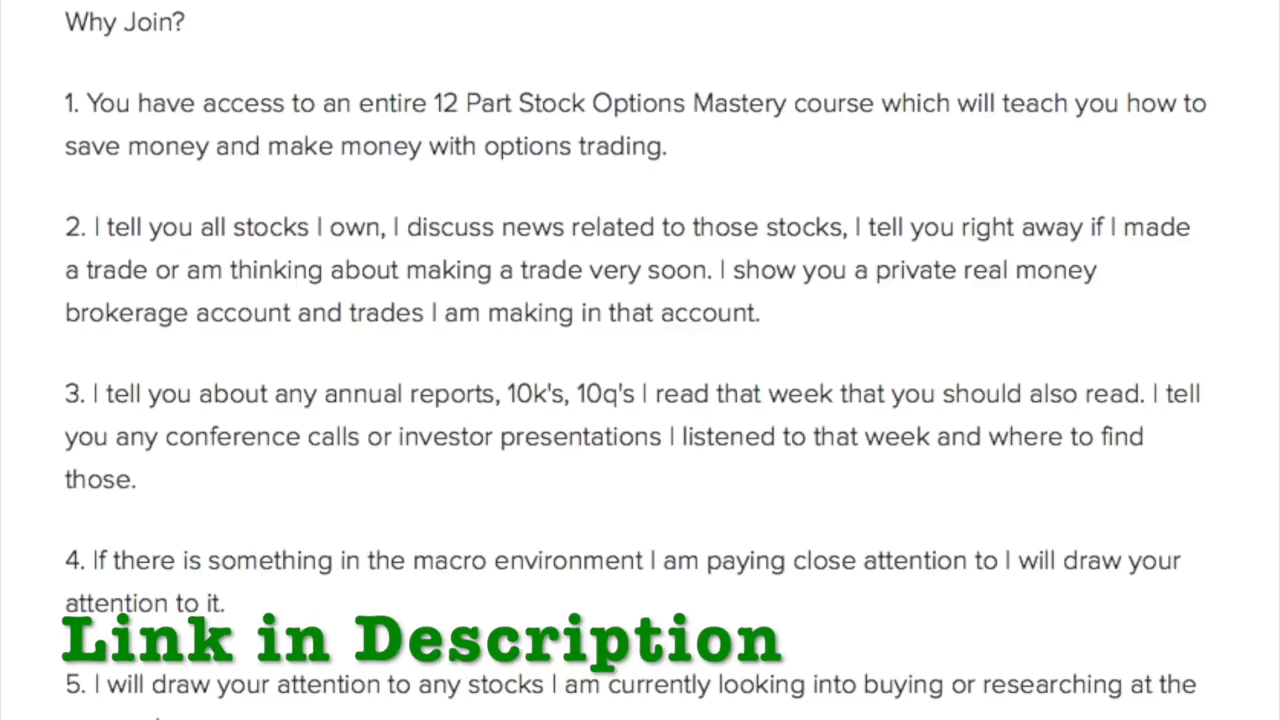 Why Join?
1. You have access to an entire 12 Part Stock Options Mastery course which will teach you how to
save money and make money with options trading.
2. I tell you all stocks I own, I discuss news related to those stocks, I tell you right away if I made
a trade or am thinking about making a trade very soon. I show you a private real money
brokerage account and trades I am making in that account.
3. I tell you about any annual reports, 10k's, 10q's I read that week that you should also read. I tell
you any conference calls or investor presentations I listened to that week and where to find
those.
4. If there is something in the macro environment I am paying close attention to I will draw your
attention to it.
Link in Description
5. I will draw your attention to any stocks I am currently looking into buying or researching at the